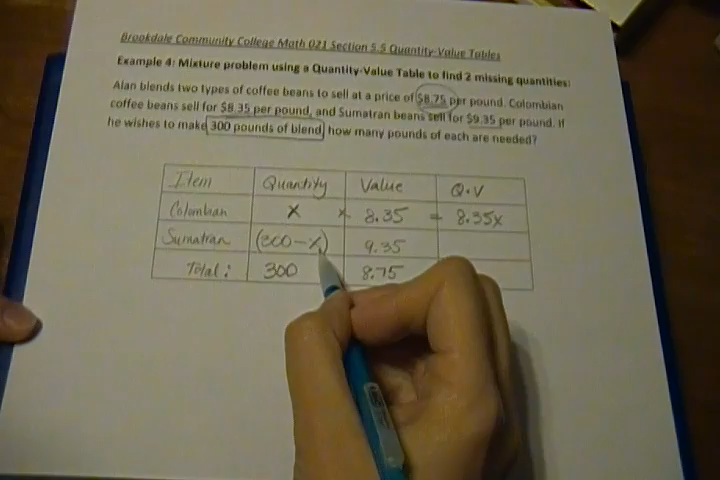 Brookdale Community College Math 021 Section 5.5 Quantity-Value Tables
Example 4: Mixture problem using a Quantity-Value Table to find 2 missing quantities:
Alan blends two types of coffee beans to sell at a price of $8.75 per pound. Colombian
coffee beans sell for $8.35 per pound, and Sumatran beans sell for $9.35 per pound. If
he wishes to make 300 pounds of blend, how many pounds of each are needed?
Item Quantity Value Q·V
Colombian x × 8.35 = 8.35x
Sumatran (300-x) 9.35
Total: 300 8.75